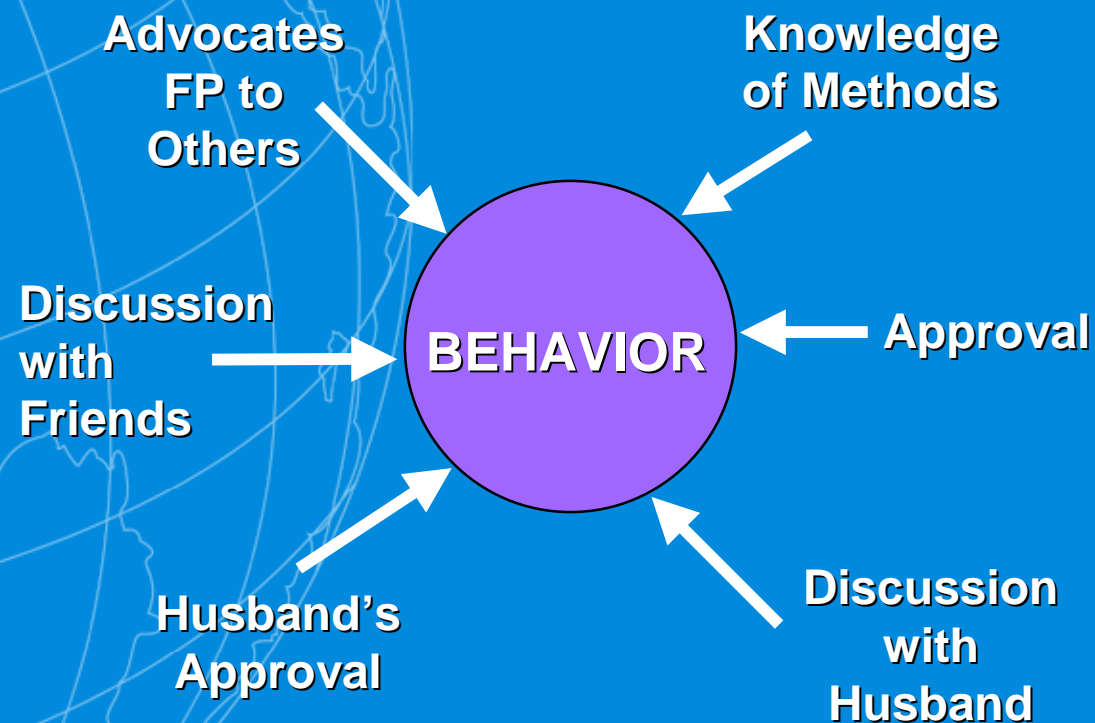 Advocates
FP to
Others
Knowledge
of Methods
Discussion
with
Friends
BEHAVIOR
Approval
Husband’s
Approval
Discussion
with
Husband